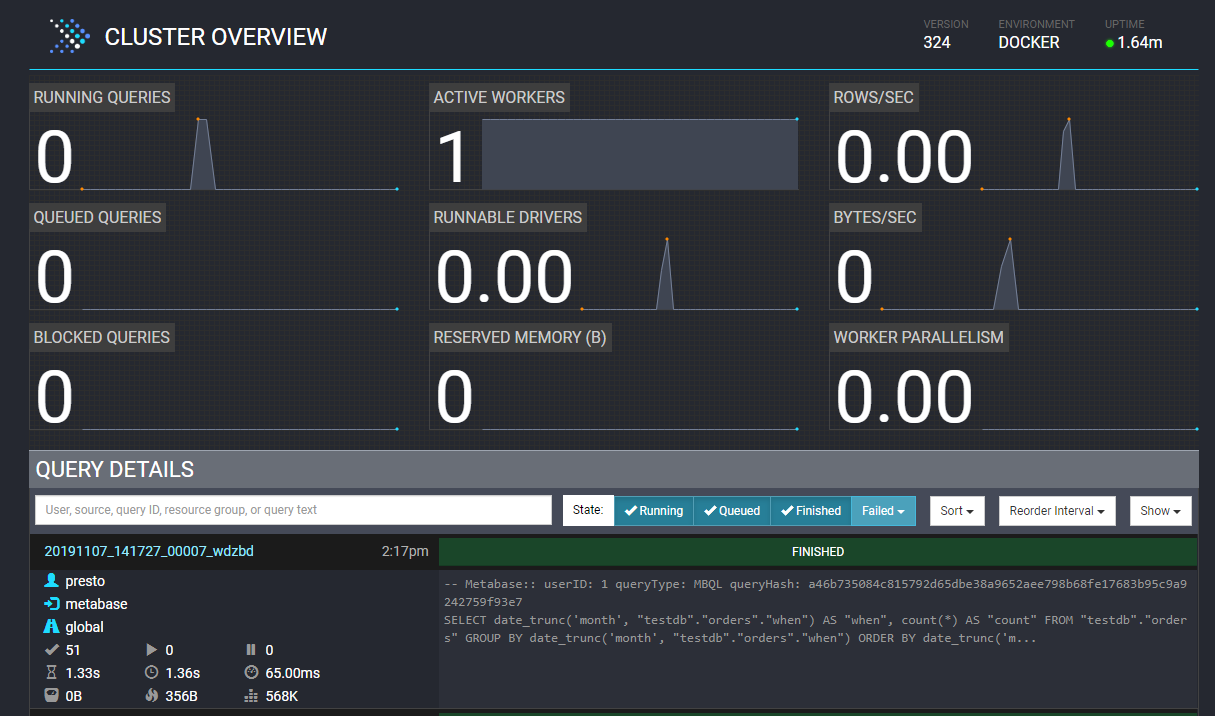 CLUSTER OVERVIEW
VERSION
324
ENVIRONMENT
DOCKER
UPTIME
1.64m
RUNNING QUERIES
0
ACTIVE WORKERS
1
ROWS/SEC
0.00
QUEUED QUERIES
0
RUNNABLE DRIVERS
0.00
BYTES/SEC
0
BLOCKED QUERIES
0
RESERVED MEMORY (B)
0
WORKER PARALLELISM
0.00
QUERY DETAILS
User, source, query ID, resource group, or query text
State: Running Queued Finished Failed
Sort
Reorder Interval
Show
20191107_141727_00007_wdzbd 2:17pm
presto
metabase
global
51 0 0
1.33s 1.36s 65.00ms
0B 356B 568K
FINISHED
-- Metabase:: userID: 1 queryType: MBQL queryHash: a46b735084c815792d65dbe38a9652aee798b68fe17683b95c9a9
242759f93e7
SELECT date_trunc('month', "testdb"."orders"."when") AS "when", count(*) AS "count" FROM "testdb"."order
s" GROUP BY date_trunc('month', "testdb"."orders"."when") ORDER BY date_trunc('m...